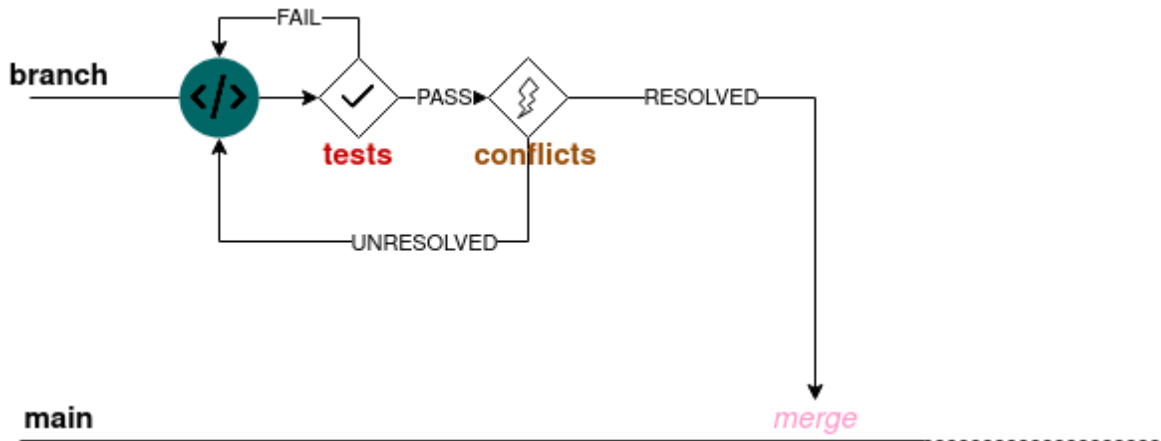 FAIL
branch
</>
PASS
RESOLVED
tests
conflicts
UNRESOLVED
merge
main